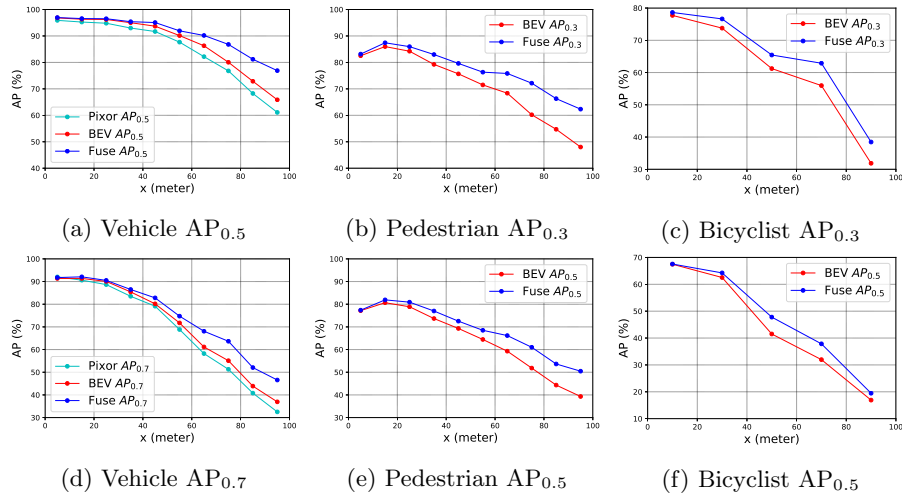 AP (%)
100
90
80
70
60
50
40
Pixor AP0.5
BEV AP0.5
Fuse AP0.5
0 20 40 60 80 100
x (meter)
(a) Vehicle AP0.5
AP (%)
100
90
80
70
60
50
40
BEV AP0.3
Fuse AP0.3
0 20 40 60 80 100
x (meter)
(b) Pedestrian AP0.3
AP (%)
80
70
60
50
40
30
BEV AP0.3
Fuse AP0.3
0 20 40 60 80 100
x (meter)
(c) Bicyclist AP0.3
AP (%)
100
90
80
70
60
50
40
30
Pixor AP0.7
BEV AP0.7
Fuse AP0.7
0 20 40 60 80 100
x (meter)
(d) Vehicle AP0.7
AP (%)
100
90
80
70
60
50
40
30
BEV AP0.5
Fuse AP0.5
0 20 40 60 80 100
x (meter)
(e) Pedestrian AP0.5
AP (%)
70
60
50
40
30
20
10
BEV AP0.5
Fuse AP0.5
0 20 40 60 80 100
x (meter)
(f) Bicyclist AP0.5